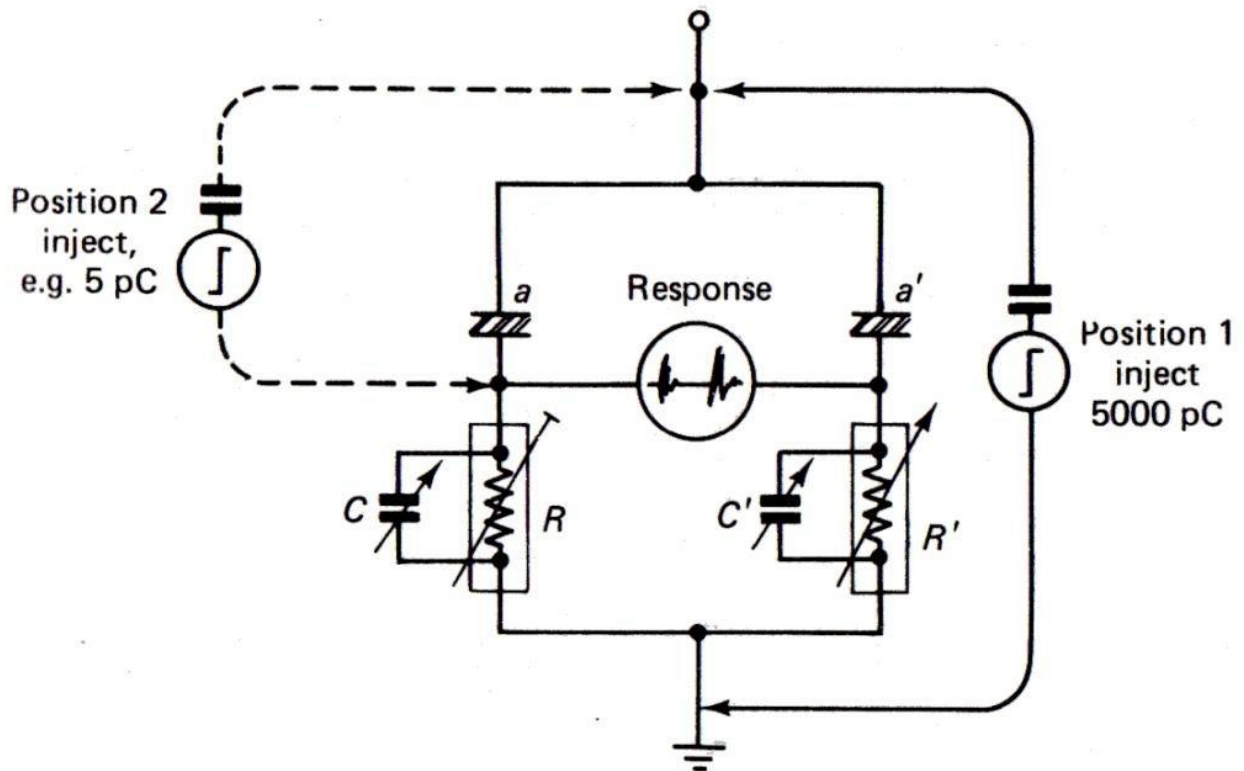 Position 2
inject,
e.g. 5 pC
a
Response
a'
Position 1
inject
5000 pC
C
R
C'
R'